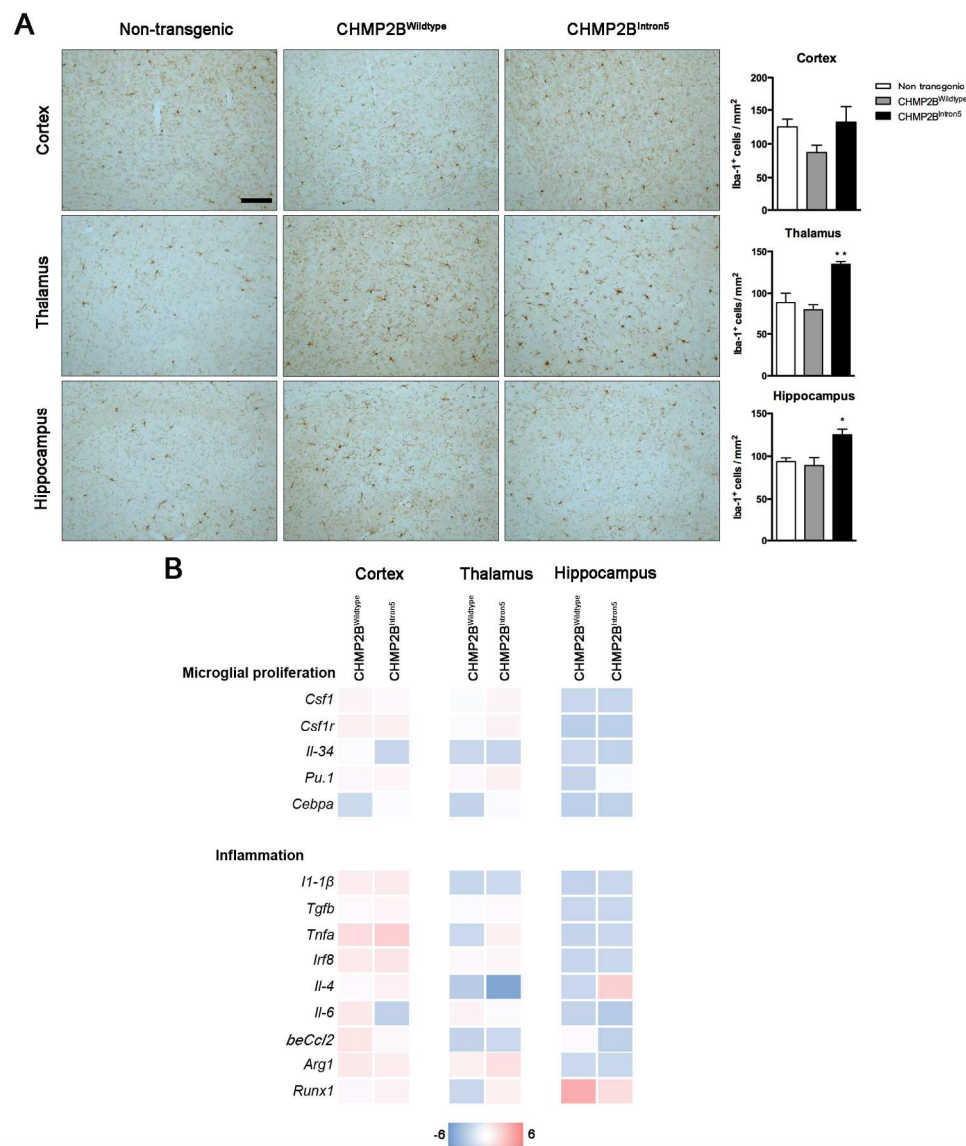 A
Non-transgenic CHMP2B^Wildtype CHMP2B^Intron5
Cortex
Thalamus
Hippocampus
Cortex
200
150
100
50
0
Iba-1⁺ cells / mm²
Non transgenic
CHMP2B^Wildtype
CHMP2B^Intron5
Thalamus
150
100
50
0
Iba-1⁺ cells / mm²
**
Hippocampus
150
100
50
0
Iba-1⁺ cells / mm²
*
B
Cortex Thalamus Hippocampus
CHMP2B^Wildtype CHMP2B^Intron5 CHMP2B^Wildtype CHMP2B^Intron5 CHMP2B^Wildtype CHMP2B^Intron5
Microglial proliferation
Csf1
Csf1r
Il-34
Pu.1
Cebpa
Inflammation
I1-1β
Tgfb
Tnfa
Irf8
Il-4
Il-6
beCcl2
Arg1
Runx1
-6 6